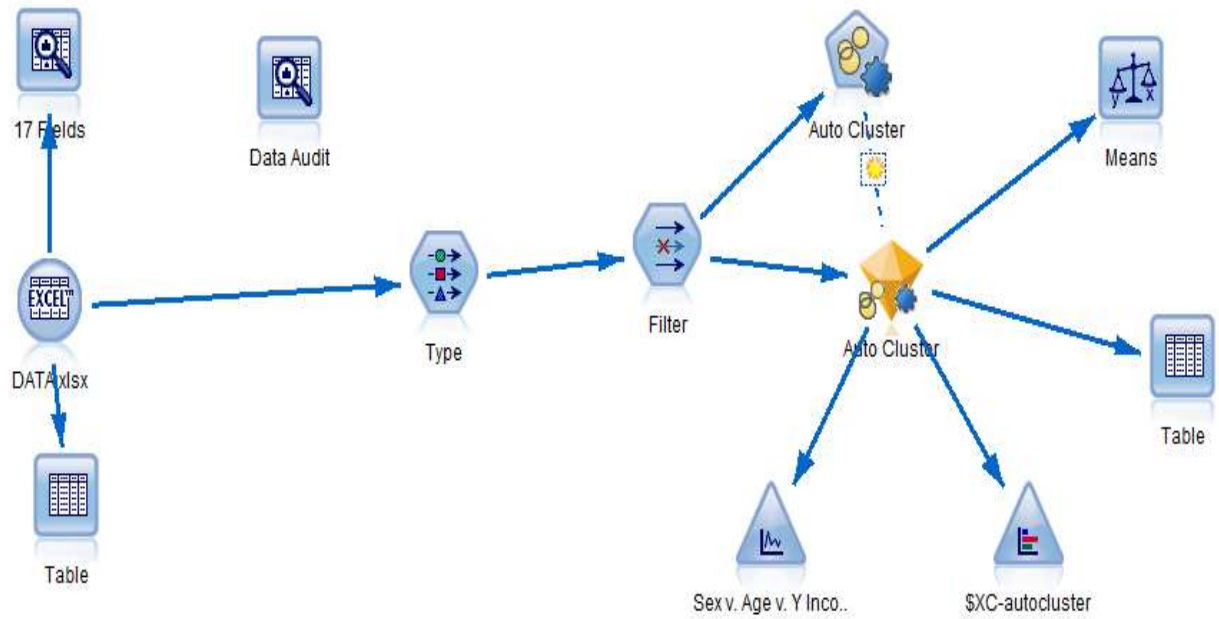 17 Fields
Data Audit
Auto Cluster
y x
Means
EXCEL™
DATA.xlsx
Type
Filter
Auto Cluster
Table
Table
Sex v. Age v. Y Inco..
$XC-autocluster